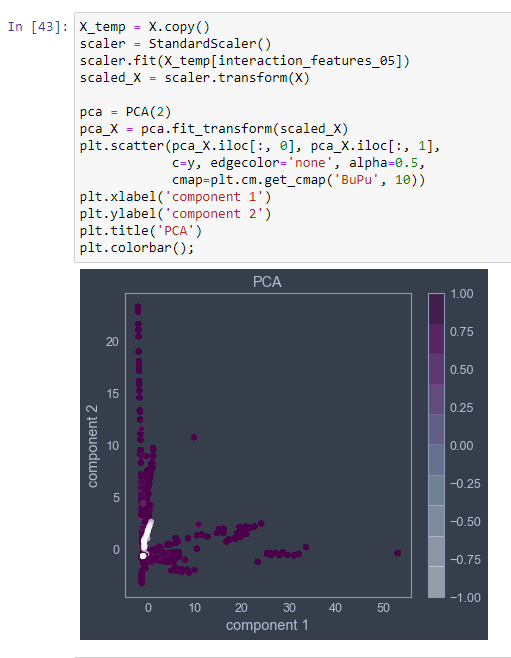 In [43]: X_temp = X.copy()
scaler = StandardScaler()
scaler.fit(X_temp[interaction_features_05])
scaled_X = scaler.transform(X)
pca = PCA(2)
pca_X = pca.fit_transform(scaled_X)
plt.scatter(pca_X.iloc[:, 0], pca_X.iloc[:, 1],
            c=y, edgecolor='none', alpha=0.5,
            cmap=plt.cm.get_cmap('BuPu', 10))
plt.xlabel('component 1')
plt.ylabel('component 2')
plt.title('PCA')
plt.colorbar();
PCA
20
15
10
5
0
component 2
0 10 20 30 40 50
component 1
1.00
0.75
0.50
0.25
0.00
−0.25
−0.50
−0.75
−1.00